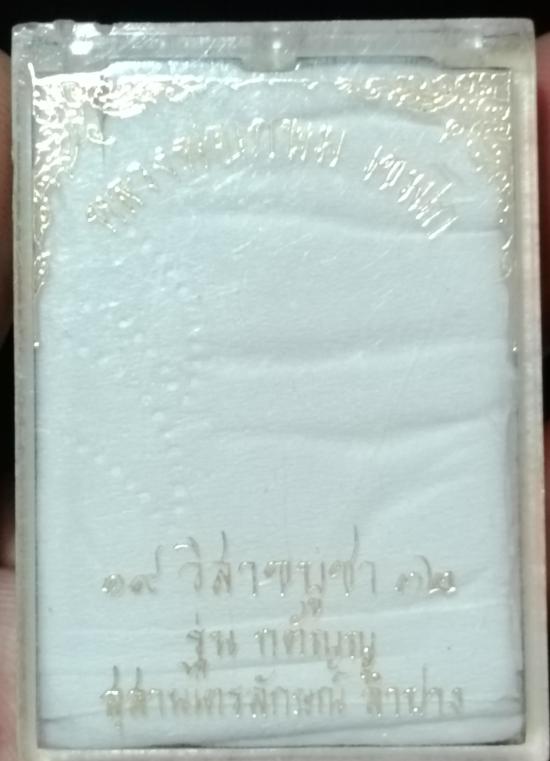 หลวงพ่อเกษม เขมโก
๑๙ วิสาขบูชา ๓๒
รุ่น กตัญญู
สุสานไตรลักษณ์ ลำปาง